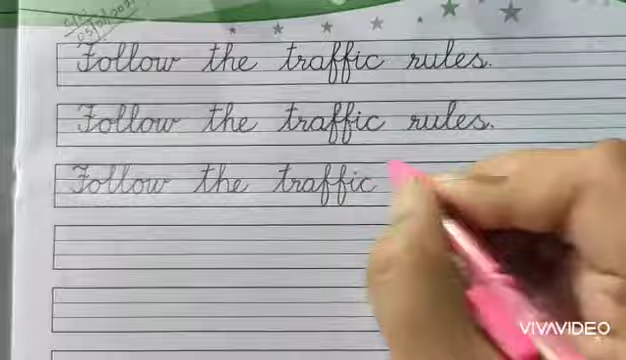 Follow the traffic rules.
Follow the traffic rules.
Follow the traffic
VIVAVIDEO